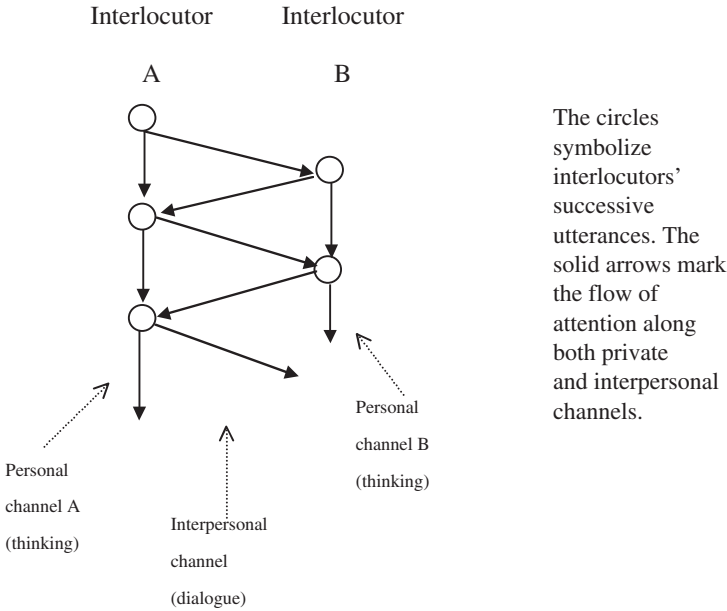 Interlocutor Interlocutor
A B
The circles
symbolize
interlocutors’
successive
utterances. The
solid arrows mark
the flow of
attention along
both private
and interpersonal
channels.
Personal
channel B
(thinking)
Personal
channel A
(thinking)
Interpersonal
channel
(dialogue)